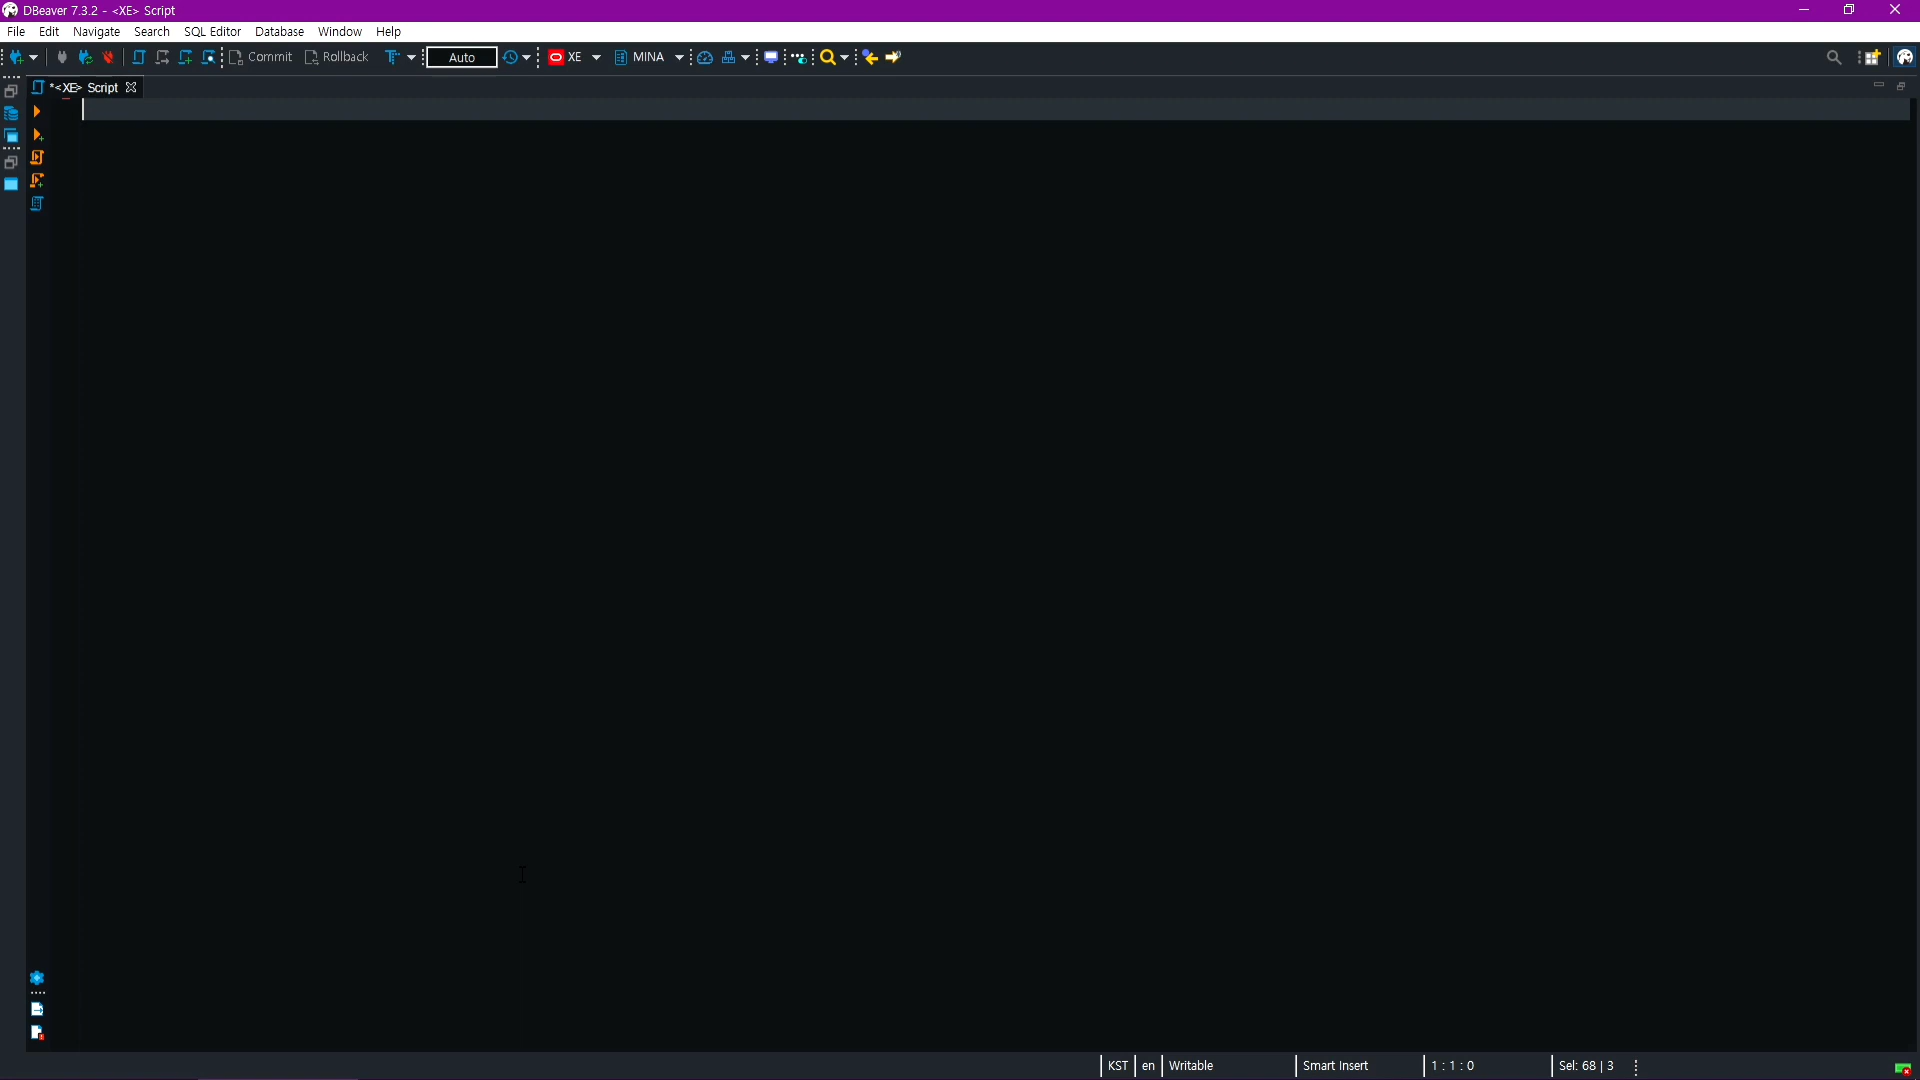 DBeaver 7.3.2 - <XE> Script
File Edit Navigate Search SQL Editor Database Window Help
Commit Rollback Auto XE MINA
*<XE> Script
KST en Writable Smart Insert 1 : 1 : 0 Sel: 68 | 3